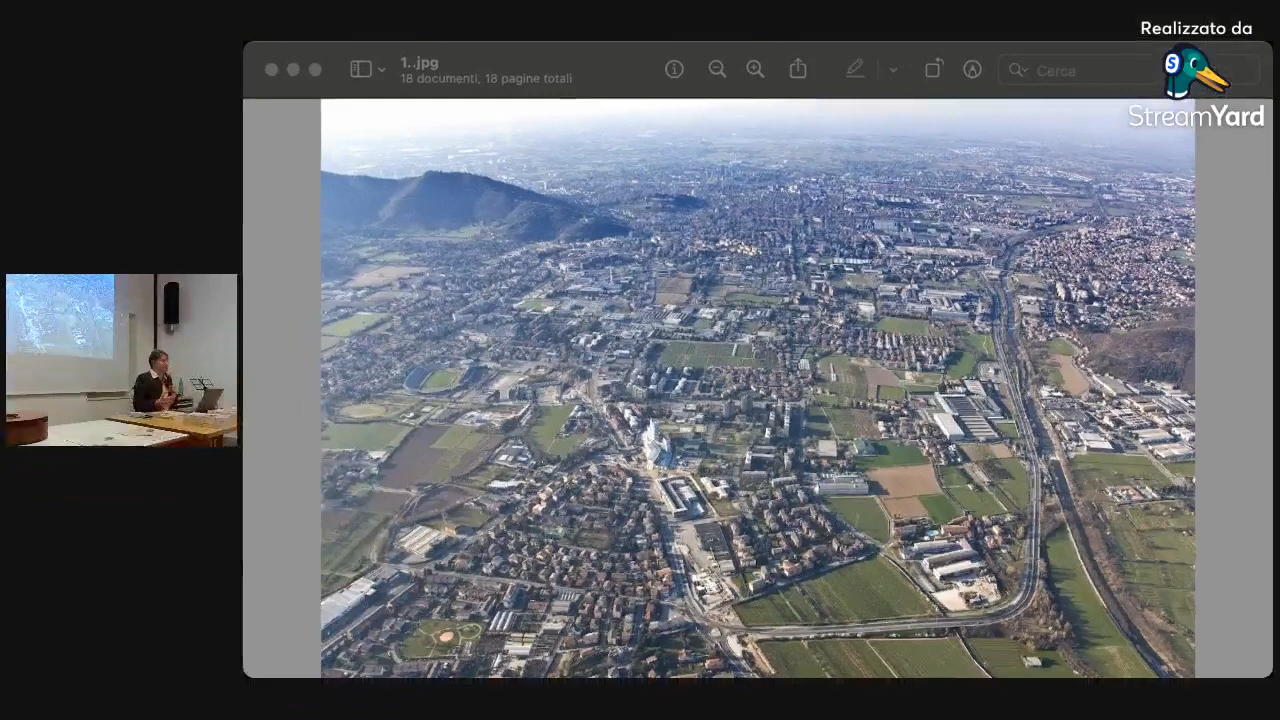 Realizzato da
StreamYard
1..jpg
18 documenti, 18 pagine totali
Cerca